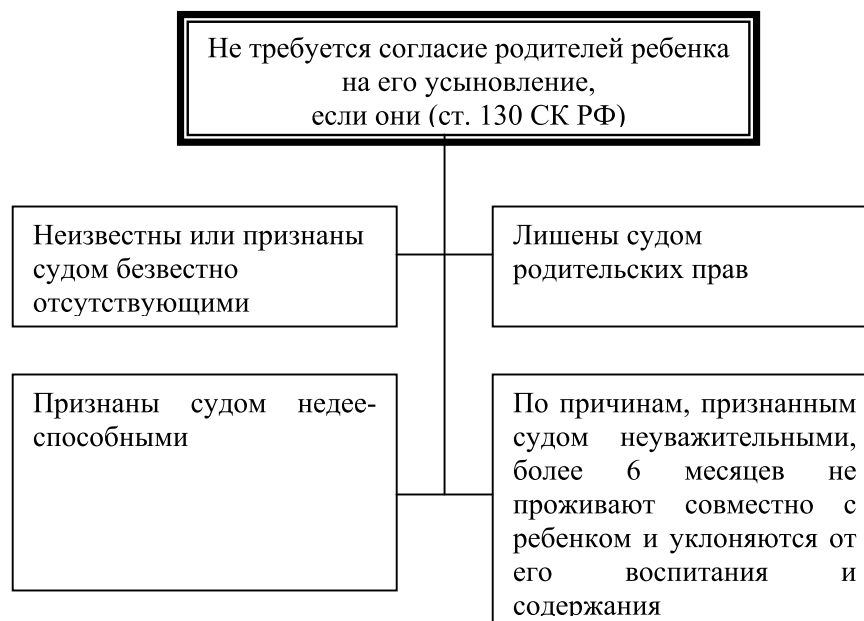 Не требуется согласие родителей ребенка
на его усыновление,
если они (ст. 130 СК РФ)
Неизвестны или признаны
судом безвестно
отсутствующими
Лишены судом
родительских прав
Признаны судом недее-
способными
По причинам, признанным
судом неуважительными,
более 6 месяцев не
проживают совместно с
ребенком и уклоняются от
его воспитания и
содержания